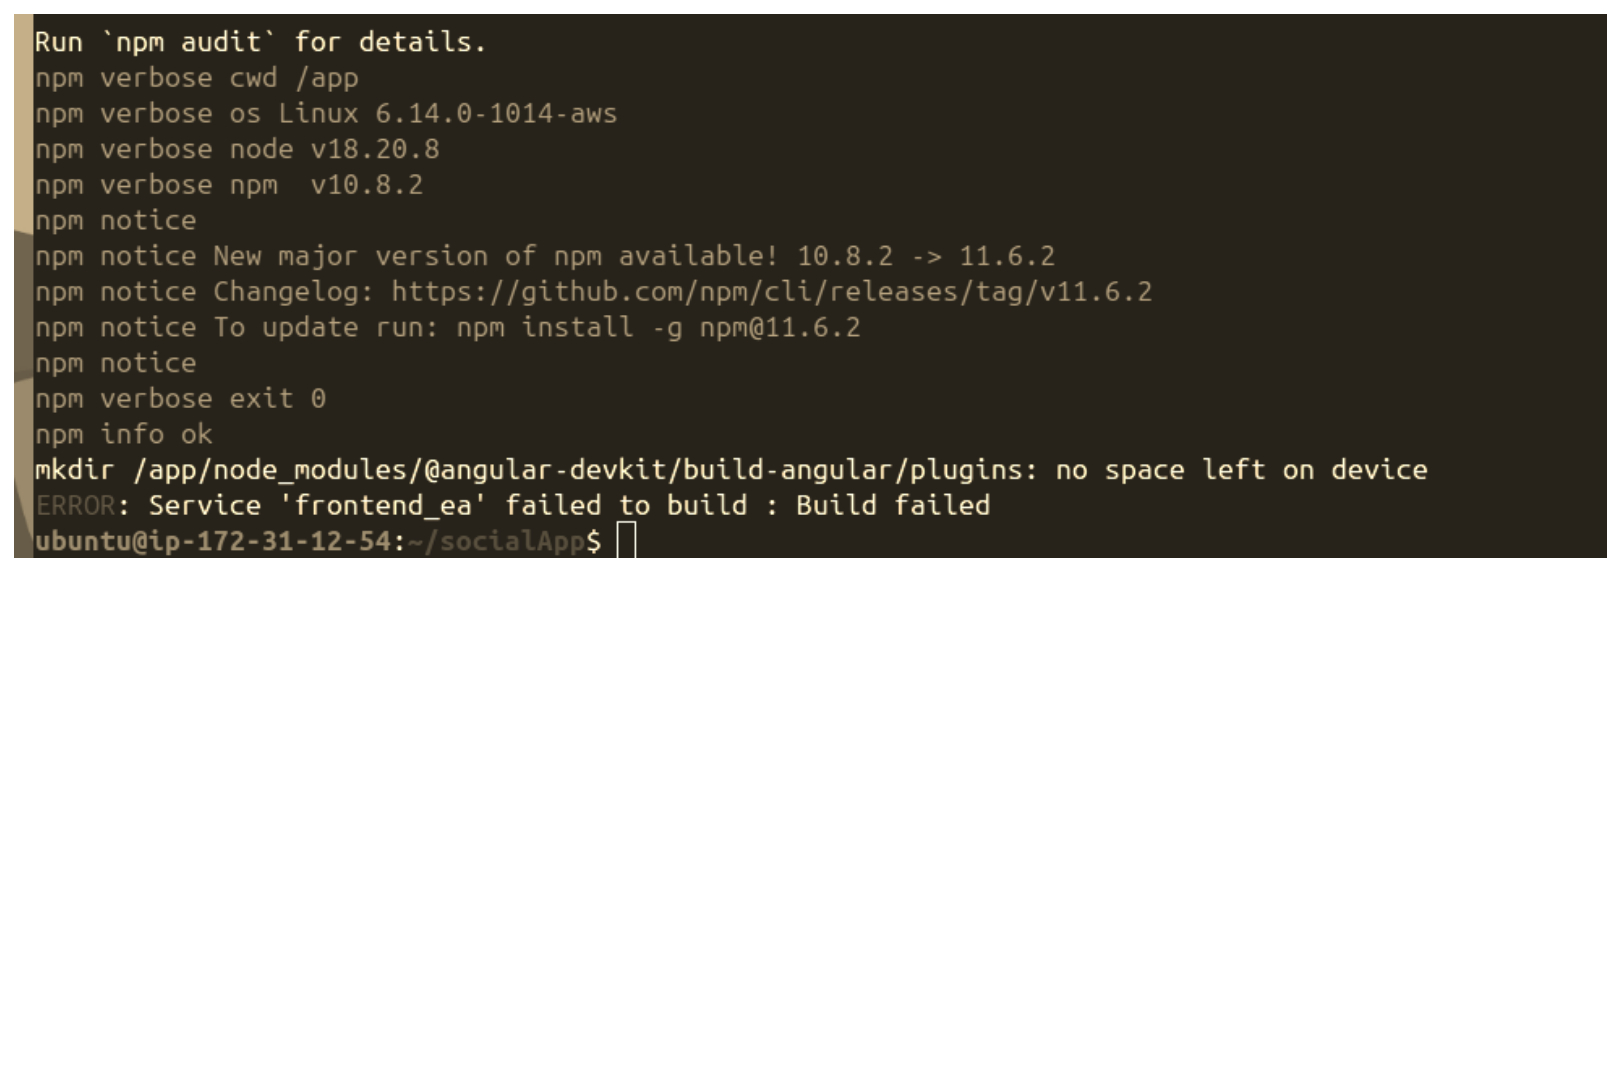 Run `npm audit` for details.
npm verbose cwd /app
npm verbose os Linux 6.14.0-1014-aws
npm verbose node v18.20.8
npm verbose npm  v10.8.2
npm notice
npm notice New major version of npm available! 10.8.2 -> 11.6.2
npm notice Changelog: https://github.com/npm/cli/releases/tag/v11.6.2
npm notice To update run: npm install -g npm@11.6.2
npm notice
npm verbose exit 0
npm info ok
mkdir /app/node_modules/@angular-devkit/build-angular/plugins: no space left on device
ERROR: Service 'frontend_ea' failed to build : Build failed
ubuntu@ip-172-31-12-54:~/socialApp$